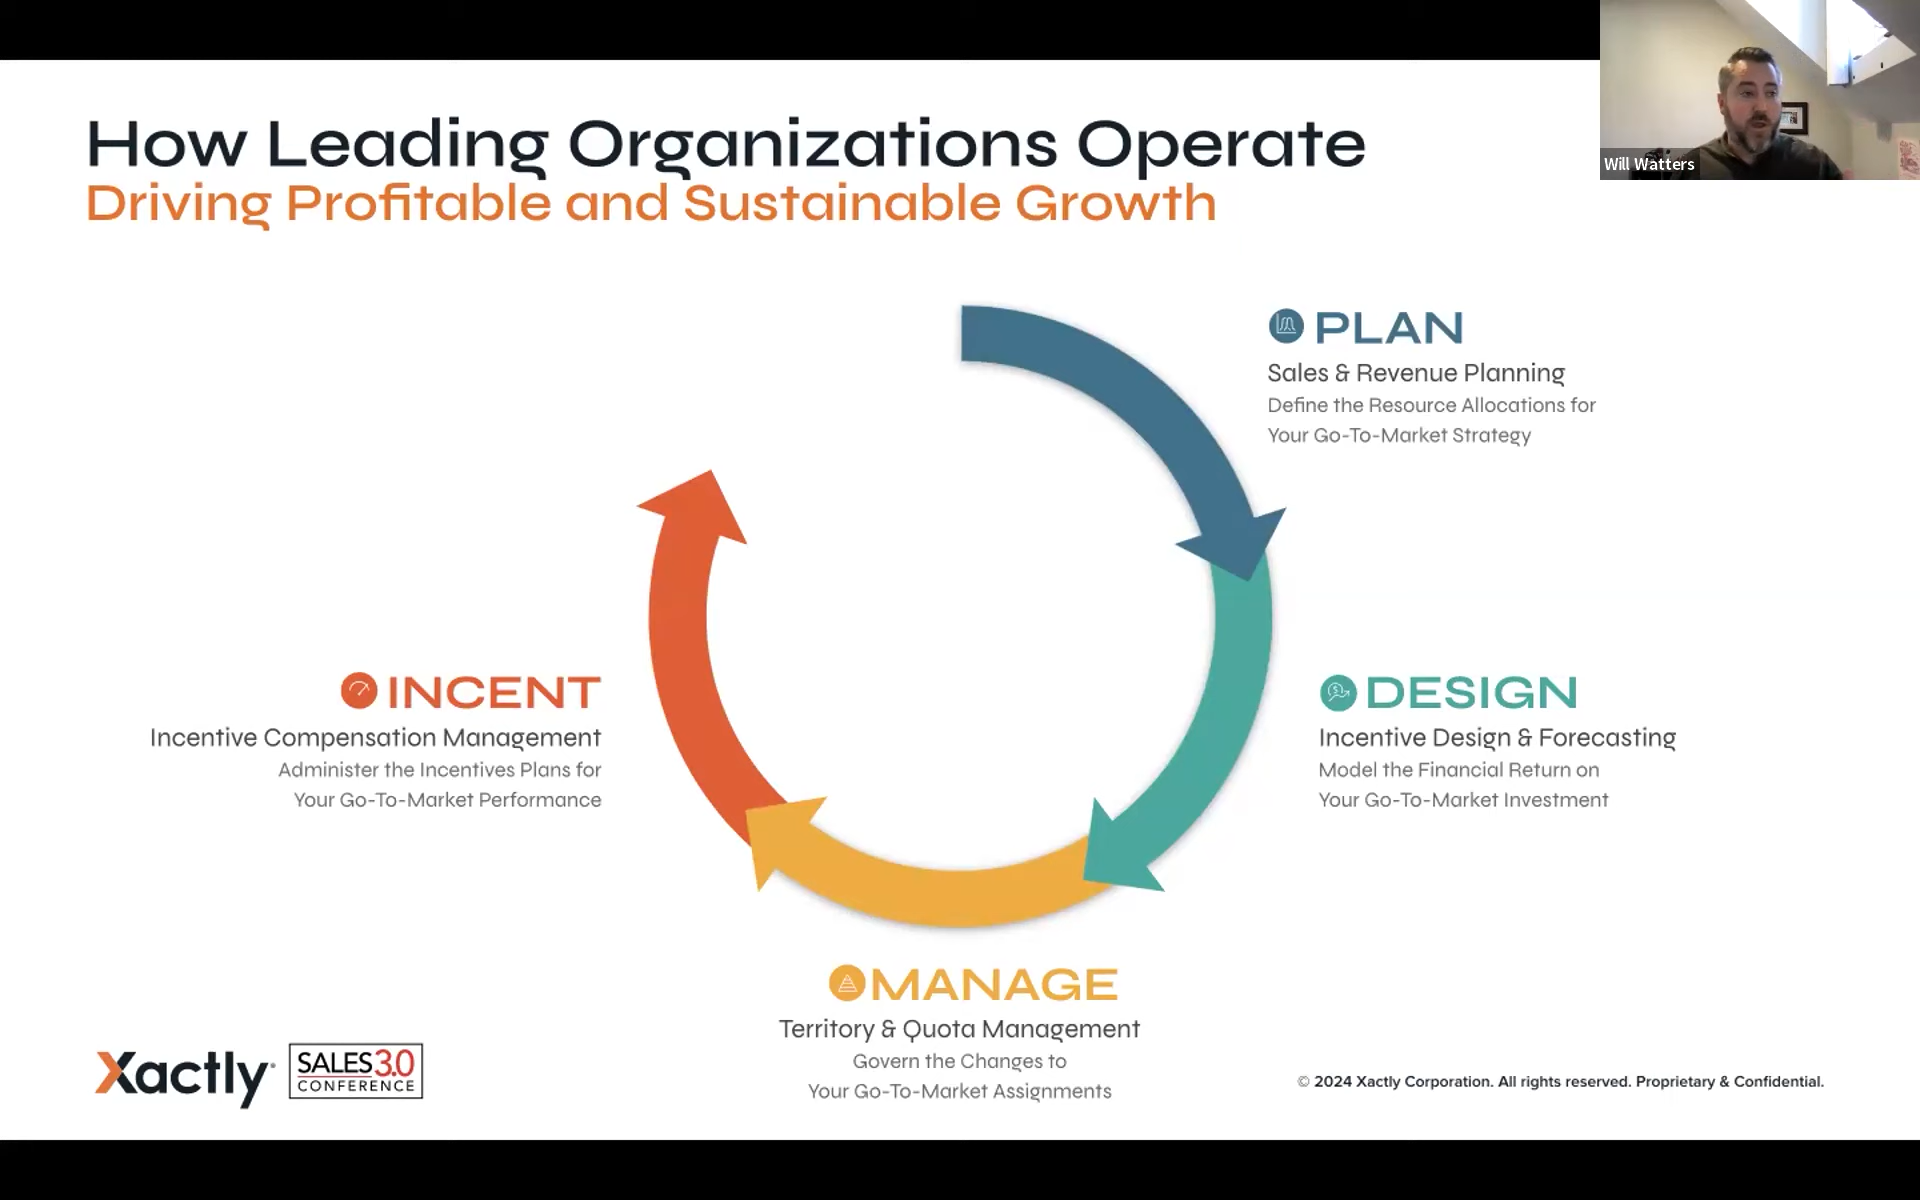 How Leading Organizations Operate
Driving Profitable and Sustainable Growth
Will Watters
PLAN
Sales & Revenue Planning
Define the Resource Allocations for
Your Go-To-Market Strategy
DESIGN
Incentive Design & Forecasting
Model the Financial Return on
Your Go-To-Market Investment
MANAGE
Territory & Quota Management
Govern the Changes to
Your Go-To-Market Assignments
INCENT
Incentive Compensation Management
Administer the Incentives Plans for
Your Go-To-Market Performance
Xactly
SALES 3.0
CONFERENCE
© 2024 Xactly Corporation. All rights reserved. Proprietary & Confidential.